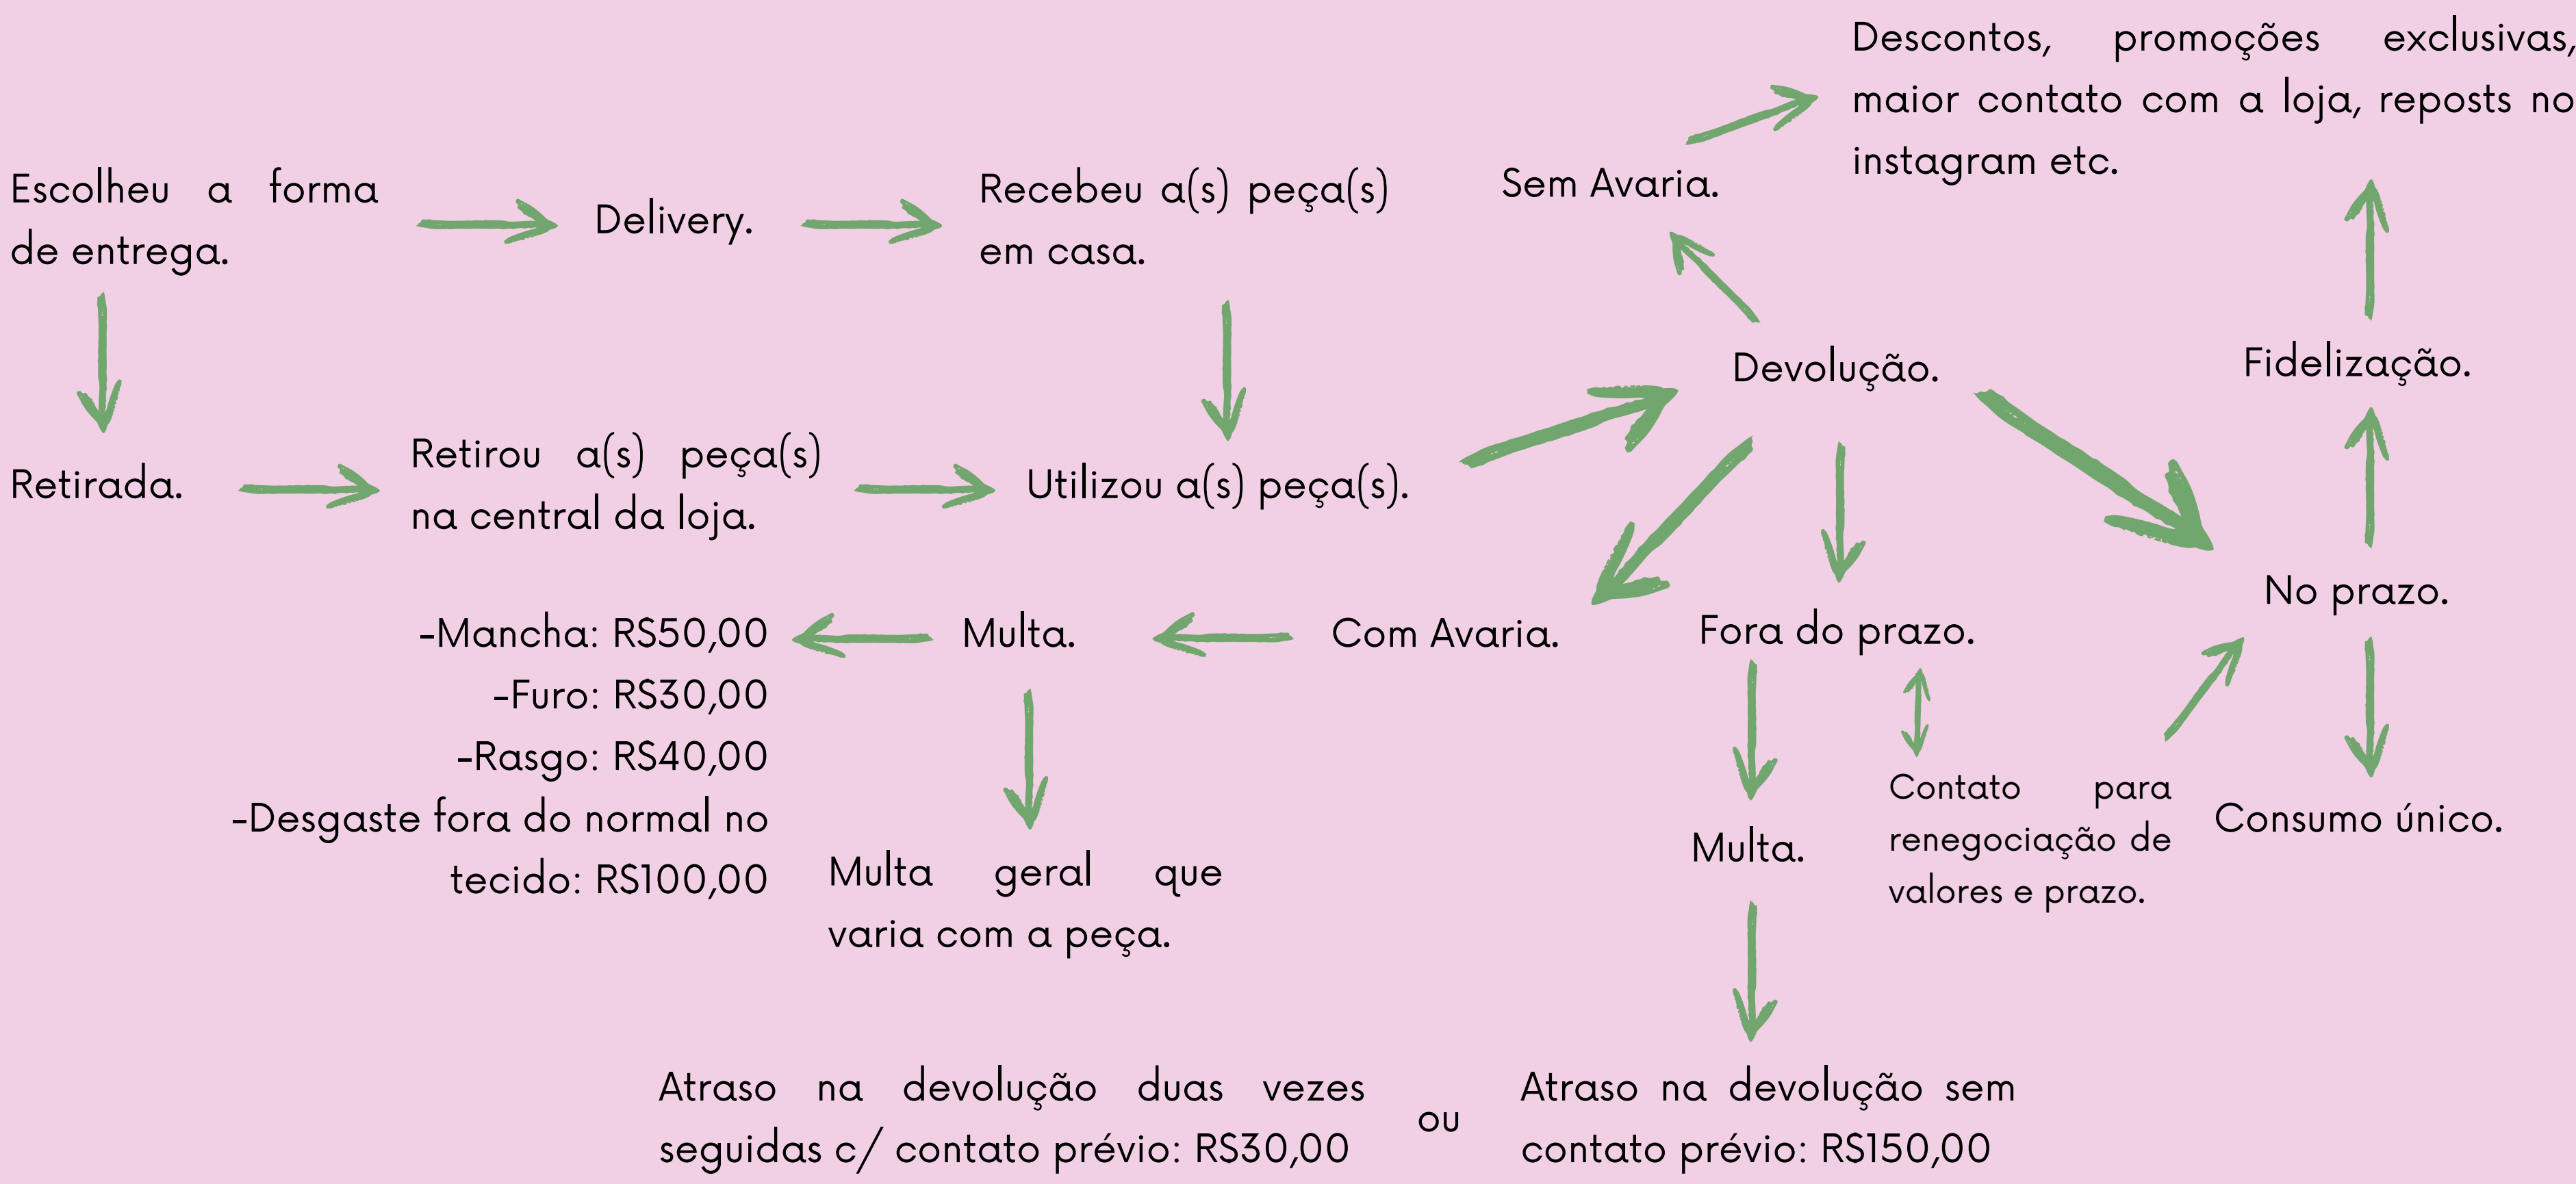 Descontos, promoções exclusivas,
maior contato com a loja, reposts no
instagram etc.
Escolheu a forma
de entrega.
Delivery.
Recebeu a(s) peça(s)
em casa.
Sem Avaria.
Devolução.
Fidelização.
Retirada.
Retirou a(s) peça(s)
na central da loja.
Utilizou a(s) peça(s).
No prazo.
-Mancha: R$50,00
-Furo: R$30,00
-Rasgo: R$40,00
-Desgaste fora do normal no
tecido: R$100,00
Multa.
Com Avaria.
Fora do prazo.
Multa geral que
varia com a peça.
Multa.
Contato para
renegociação de
valores e prazo.
Consumo único.
Atraso na devolução duas vezes
seguidas c/ contato prévio: R$30,00
ou
Atraso na devolução sem
contato prévio: R$150,00